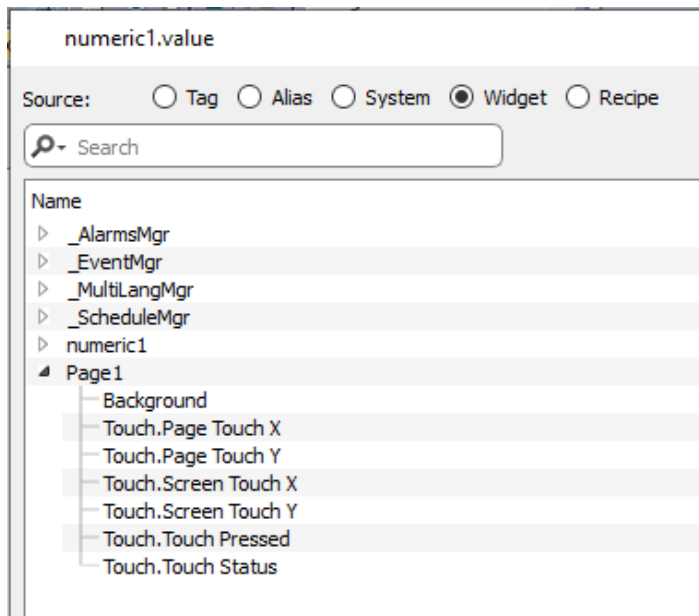 numeric1.value
Source: Tag Alias System Widget Recipe
Search
Name
_AlarmsMgr
_EventMgr
_MultiLangMgr
_ScheduleMgr
numeric1
Page1
Background
Touch.Page Touch X
Touch.Page Touch Y
Touch.Screen Touch X
Touch.Screen Touch Y
Touch.Touch Pressed
Touch.Touch Status